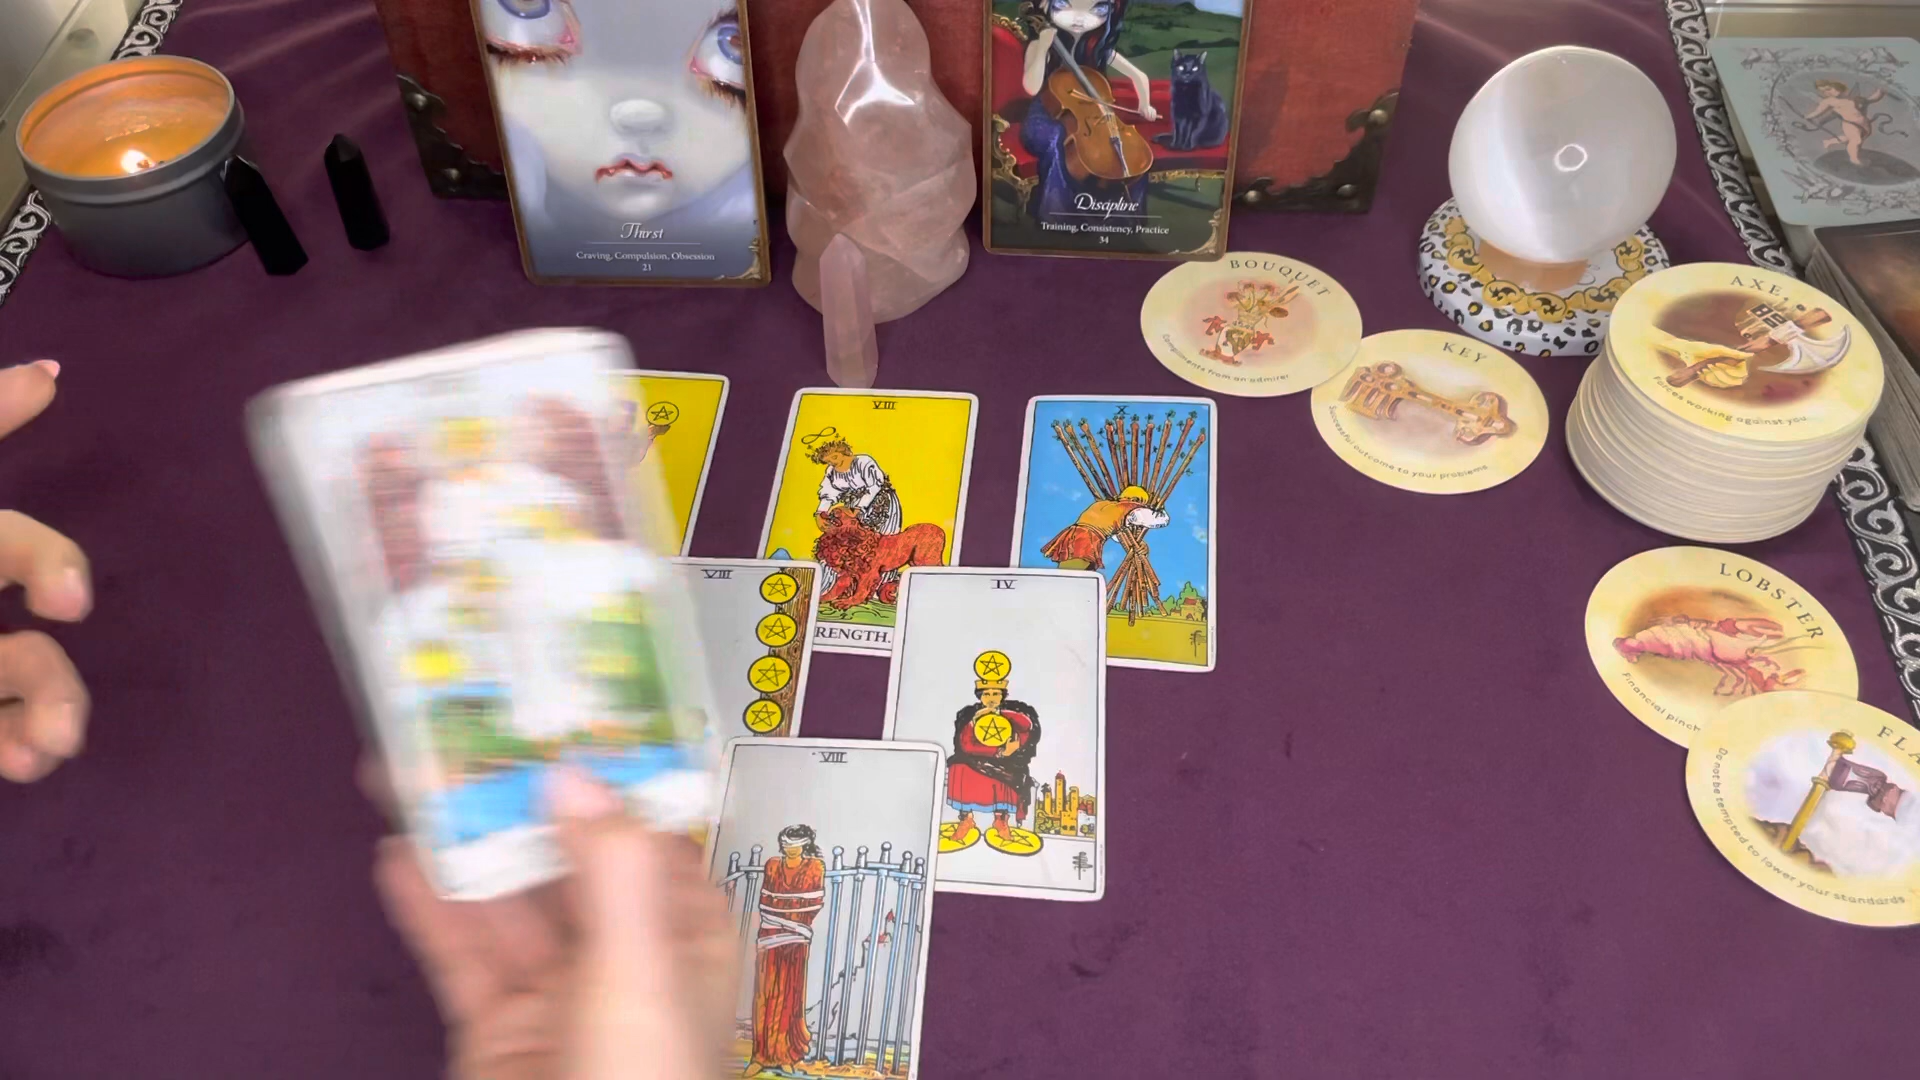 Thirst
Craving, Compulsion, Obsession
21
Discipline
Training, Consistency, Practice
34
BOUQUET
Compliments from an admirer
KEY
Successful outcome to your problems
AXE
Forces working against you
LOBSTER
Financial pinch
FLA
Do not be tempted to lower your standards
VIII
RENGTH.
X
VIII
IV
VIII